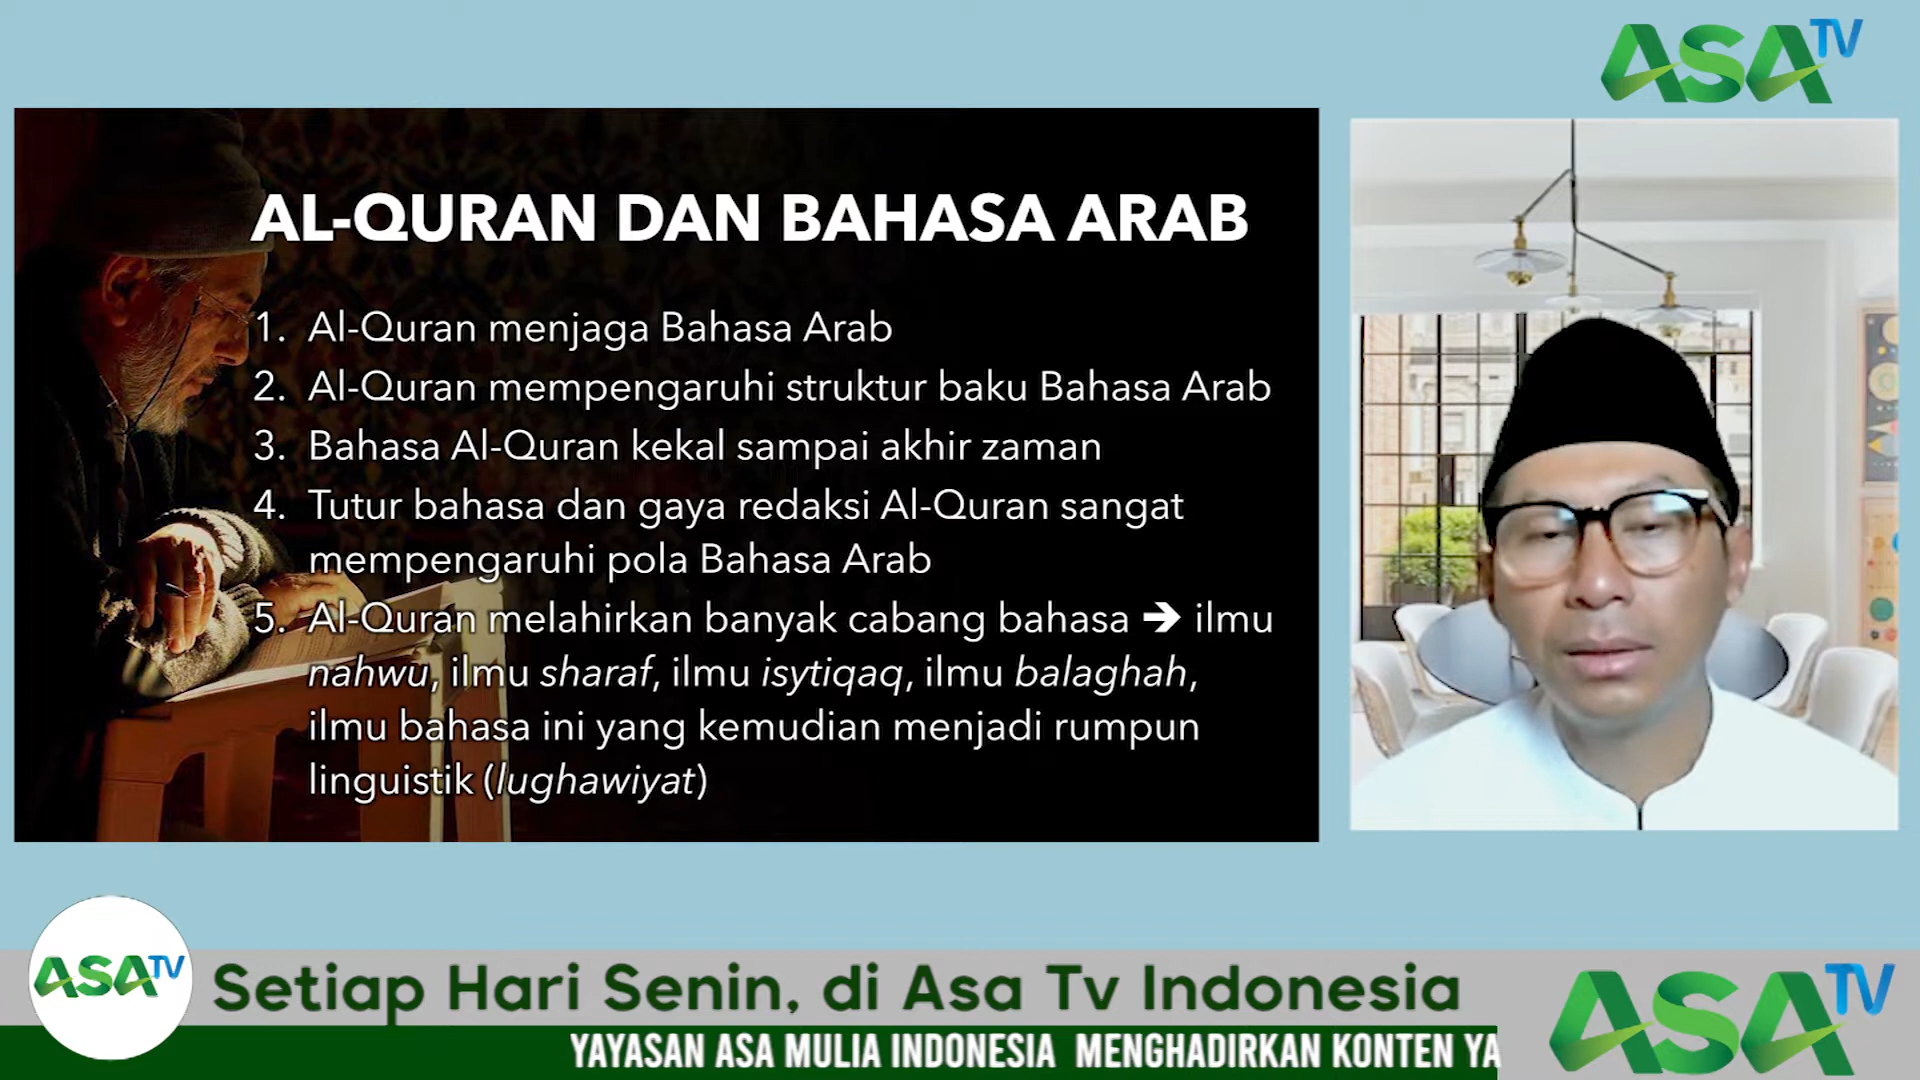 ASA TV
AL-QURAN DAN BAHASA ARAB
1. Al-Quran menjaga Bahasa Arab
2. Al-Quran mempengaruhi struktur baku Bahasa Arab
3. Bahasa Al-Quran kekal sampai akhir zaman
4. Tutur bahasa dan gaya redaksi Al-Quran sangat
mempengaruhi pola Bahasa Arab
5. Al-Quran melahirkan banyak cabang bahasa → ilmu
nahwu, ilmu sharaf, ilmu isytiqaq, ilmu balaghah,
ilmu bahasa ini yang kemudian menjadi rumpun
linguistik (lughawiyat)
ASA TV
Setiap Hari Senin, di Asa Tv Indonesia
ASA TV
YAYASAN ASA MULIA INDONESIA MENGHADIRKAN KONTEN YA